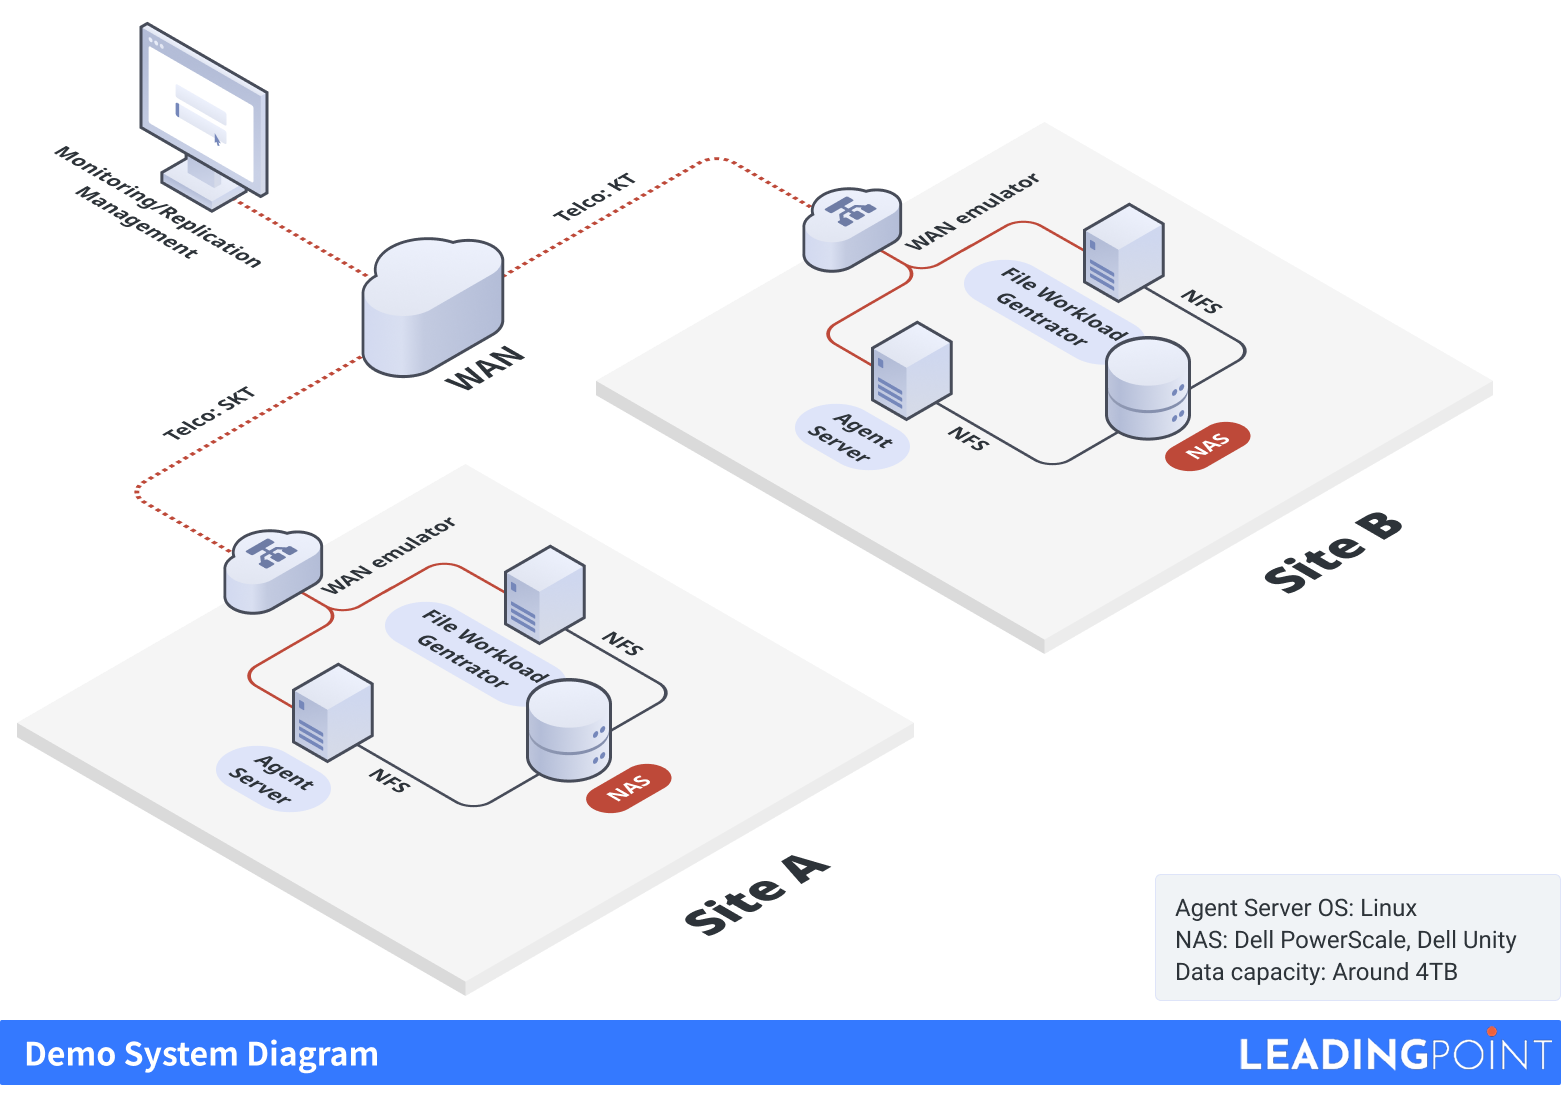 Monitoring/Replication
Management
WAN
Telco: KT
Telco: SKT
WAN emulator
File Workload
Gentrator
NFS
Agent
Server
NFS
NAS
Site B
WAN emulator
File Workload
Gentrator
NFS
Agent
Server
NFS
NAS
Site A
Agent Server OS: Linux
NAS: Dell PowerScale, Dell Unity
Data capacity: Around 4TB
Demo System Diagram
LEADINGPOINT